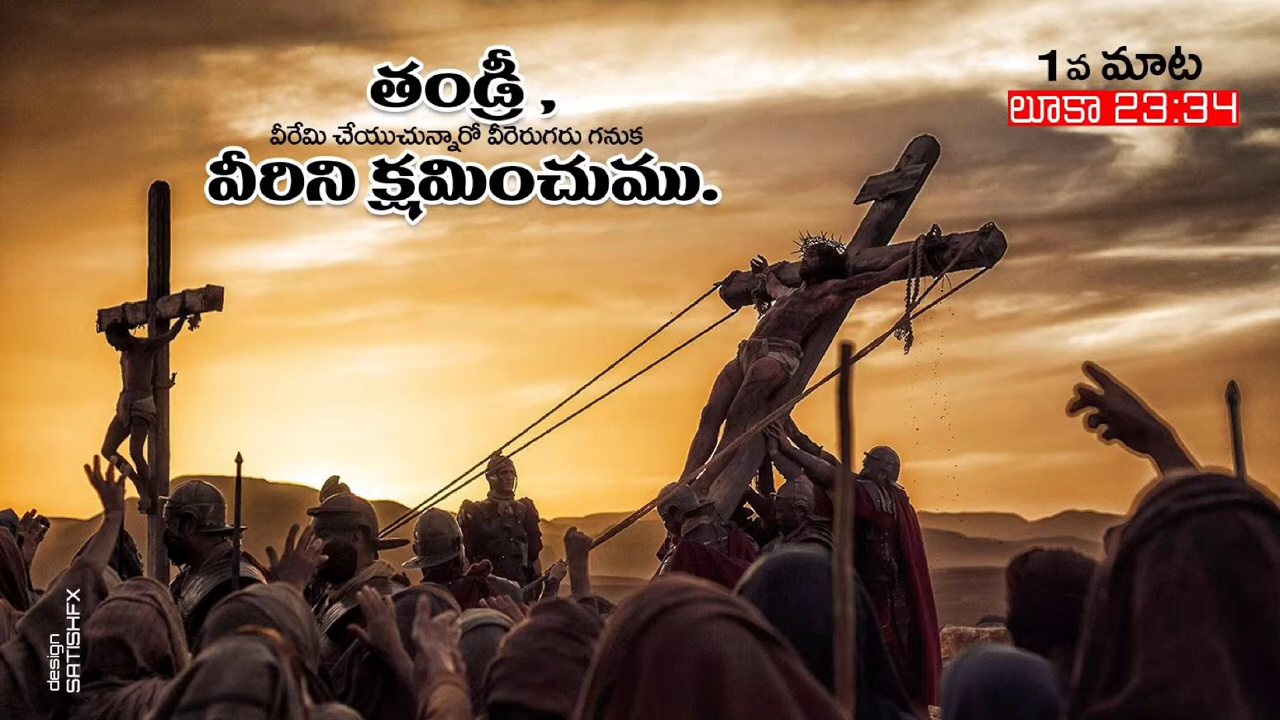 తండ్రీ ,
వీరేమి చేయుచున్నారో వీరెరుగరు గనుక
వీరిని క్షమించుము.
1వ మాట
లూకా 23:34
design
SATISHFX